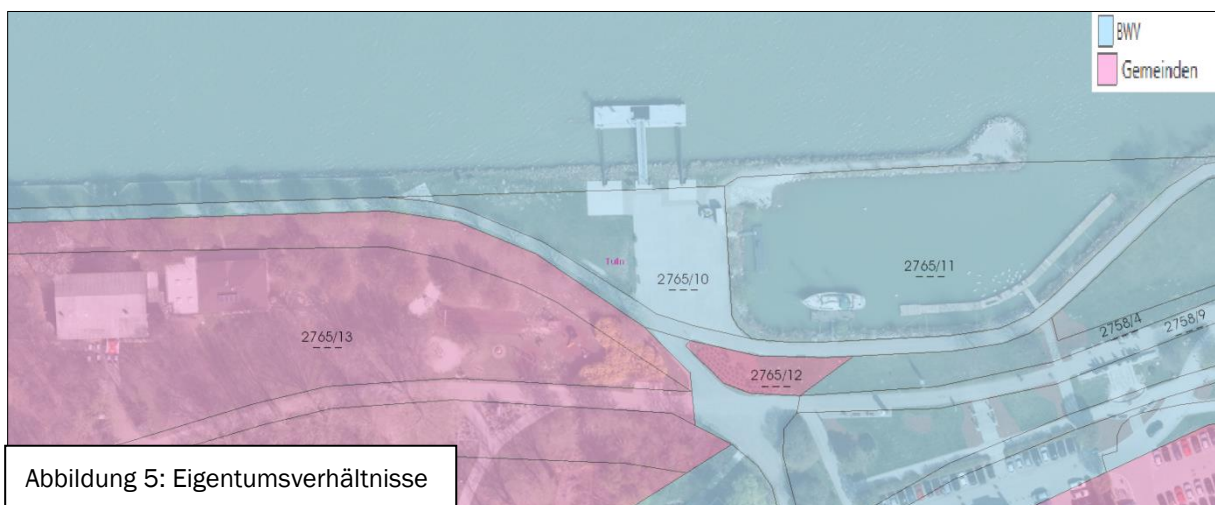 BWV
Gemeinden
Tulln
2765/10
2765/11
2758/4
2758/9
2765/13
2765/12
Abbildung 5: Eigentumsverhältnisse